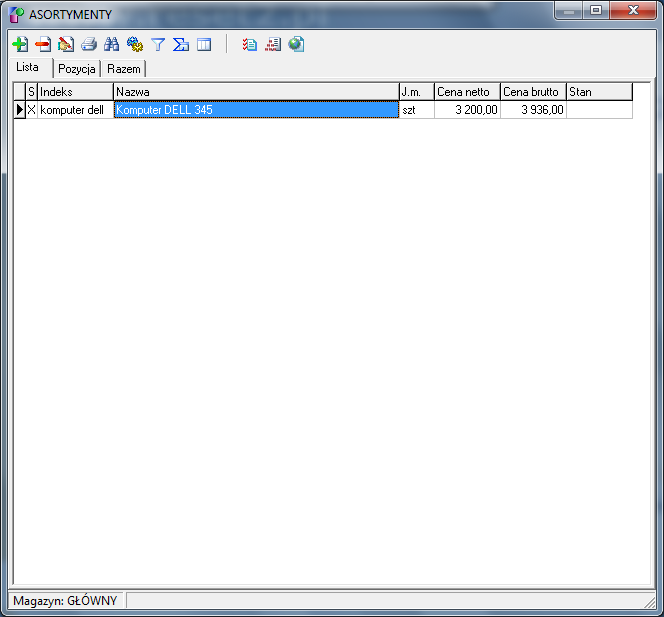 ASORTYMENTY
Lista Pozycja Razem
S Indeks Nazwa J.m. Cena netto Cena brutto Stan
X komputer dell Komputer DELL 345 szt 3 200,00 3 936,00
Magazyn: GŁÓWNY